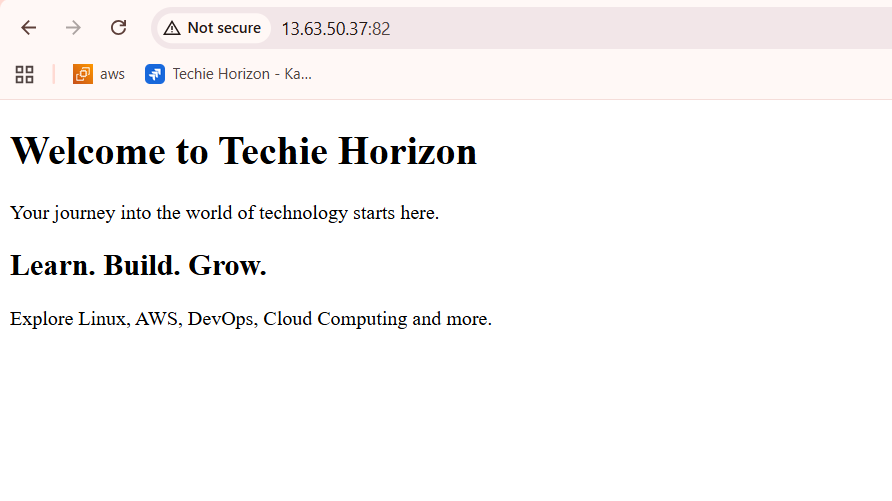 Not secure 13.63.50.37:82
aws Techie Horizon - Ka...
Welcome to Techie Horizon
Your journey into the world of technology starts here.
Learn. Build. Grow.
Explore Linux, AWS, DevOps, Cloud Computing and more.